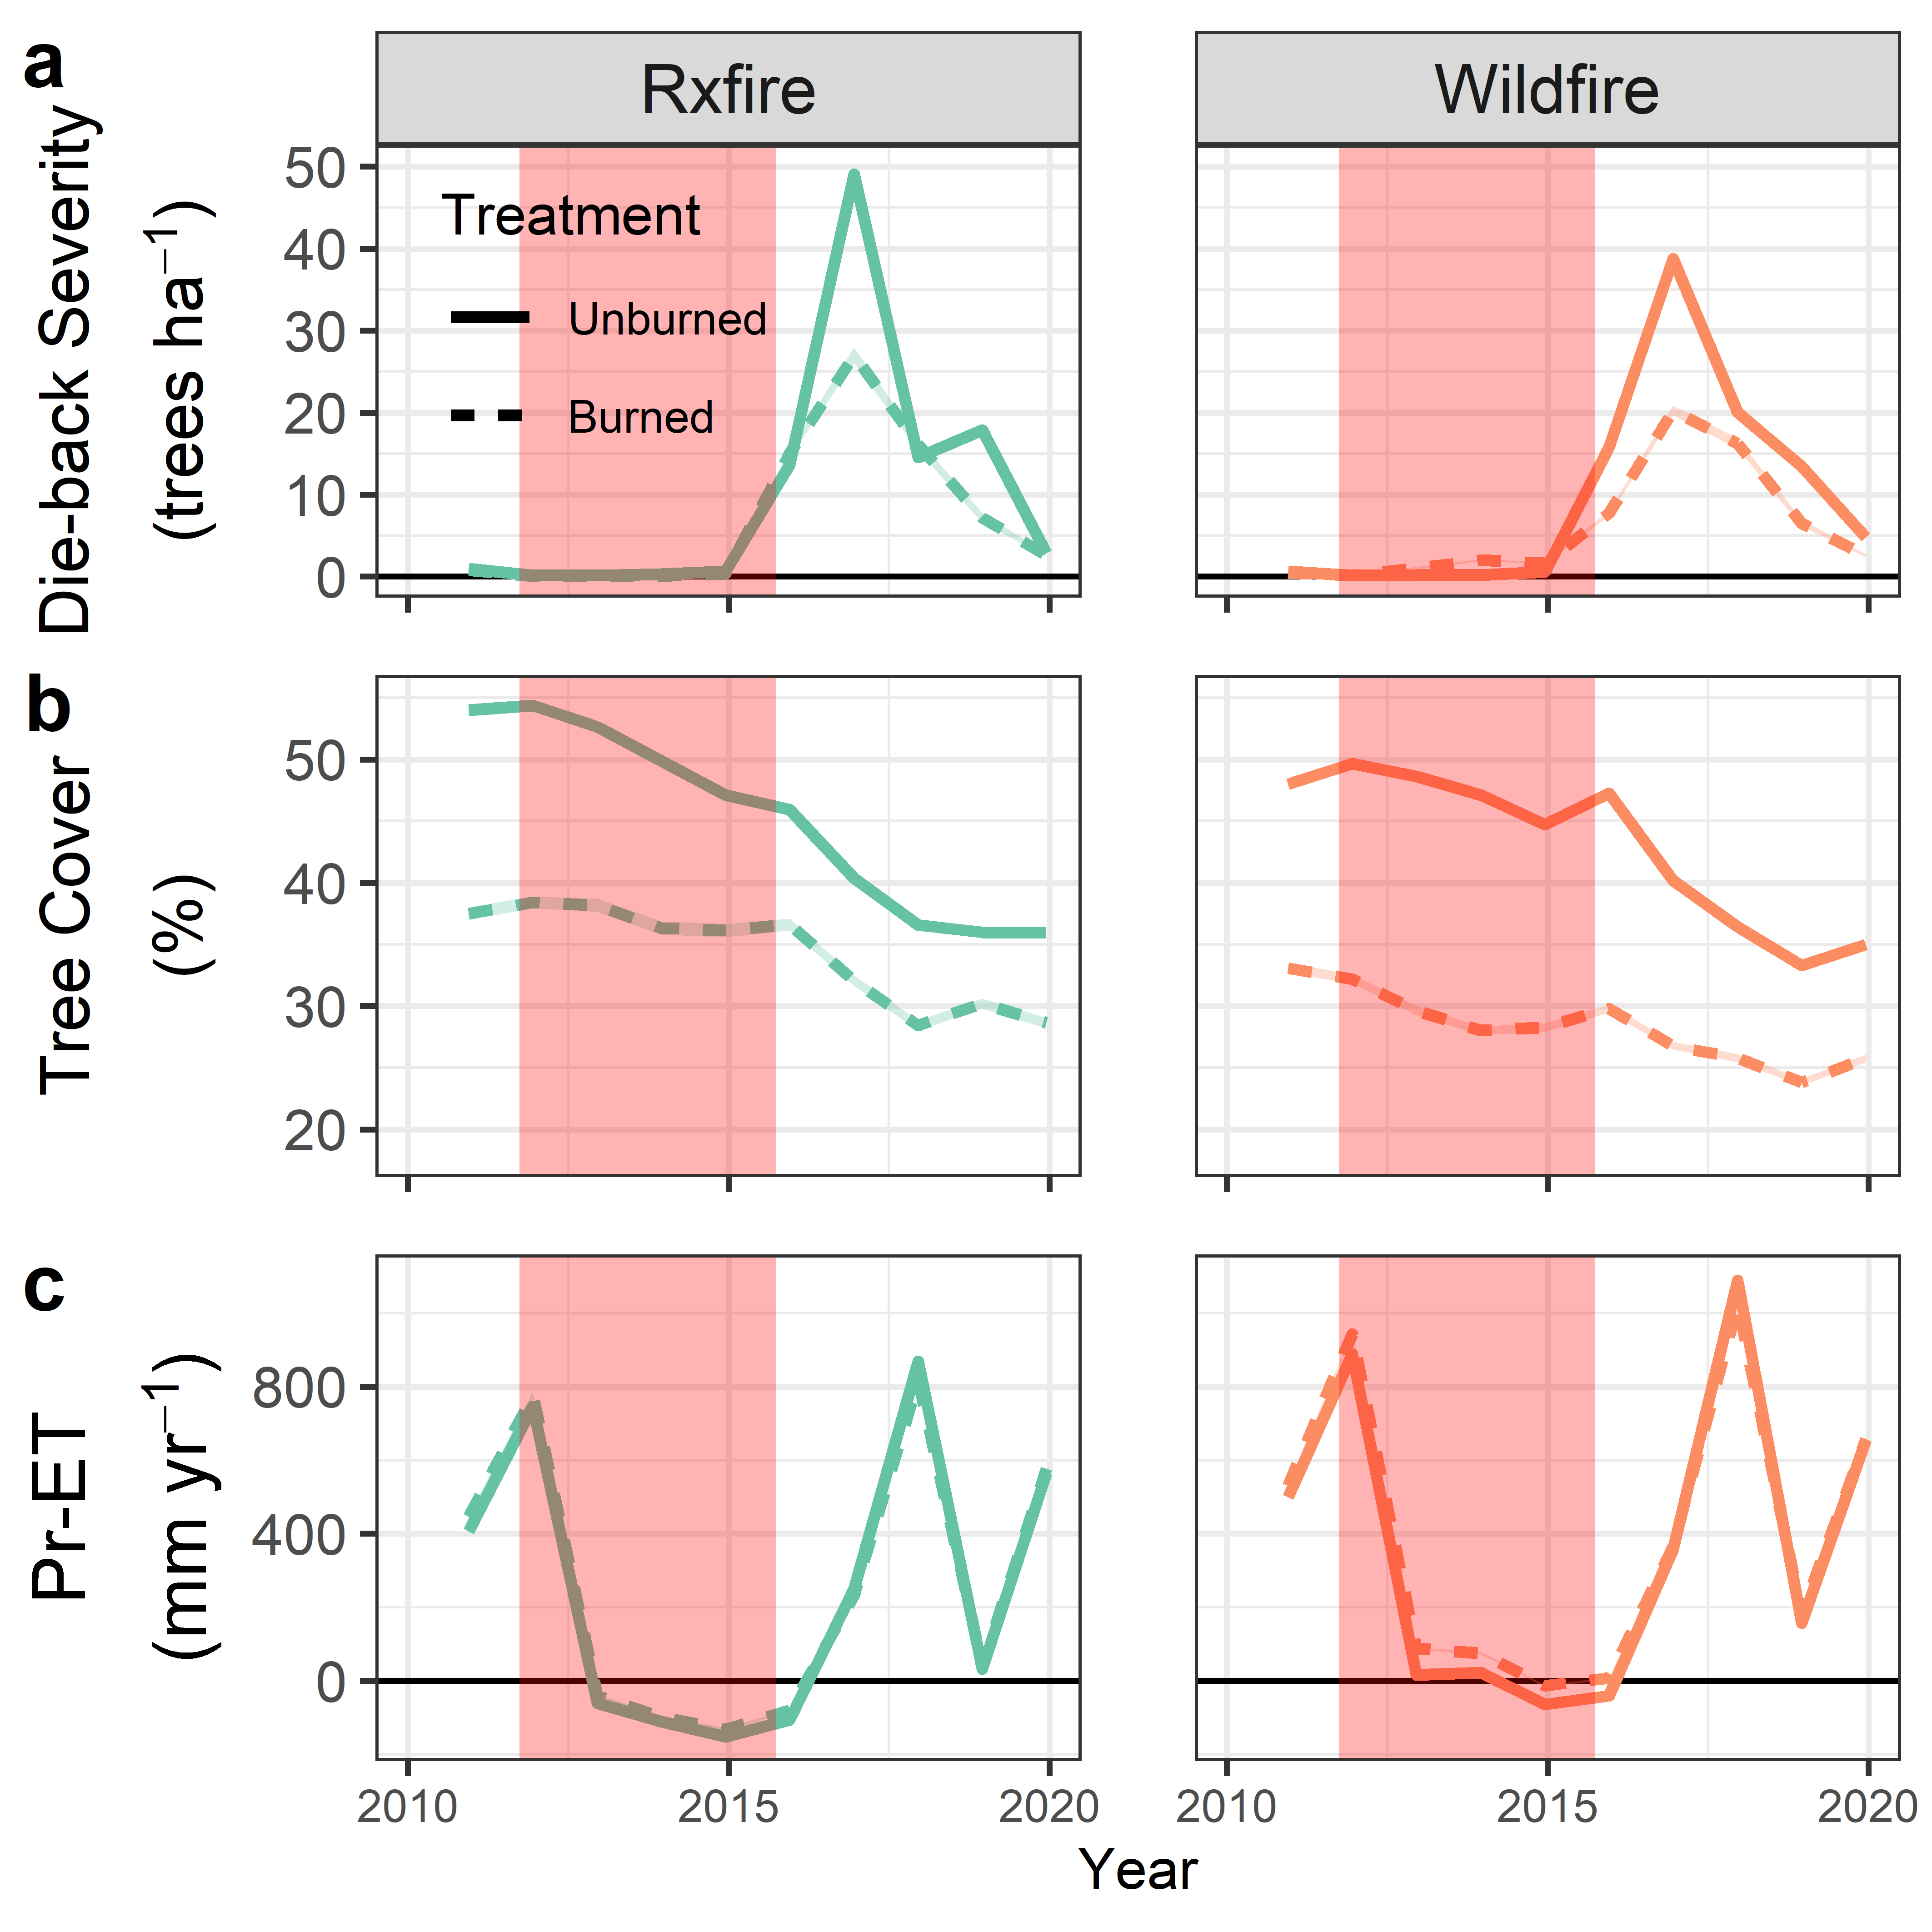 a
Rxfire
Wildfire
Die-back Severity
(trees ha⁻¹)
50
40
30
20
10
0
Treatment
Unburned
Burned
b
Tree Cover
(%)
50
40
30
20
c
Pr-ET
(mm yr⁻¹)
800
400
0
2010 2015 2020 2010 2015 2020
Year